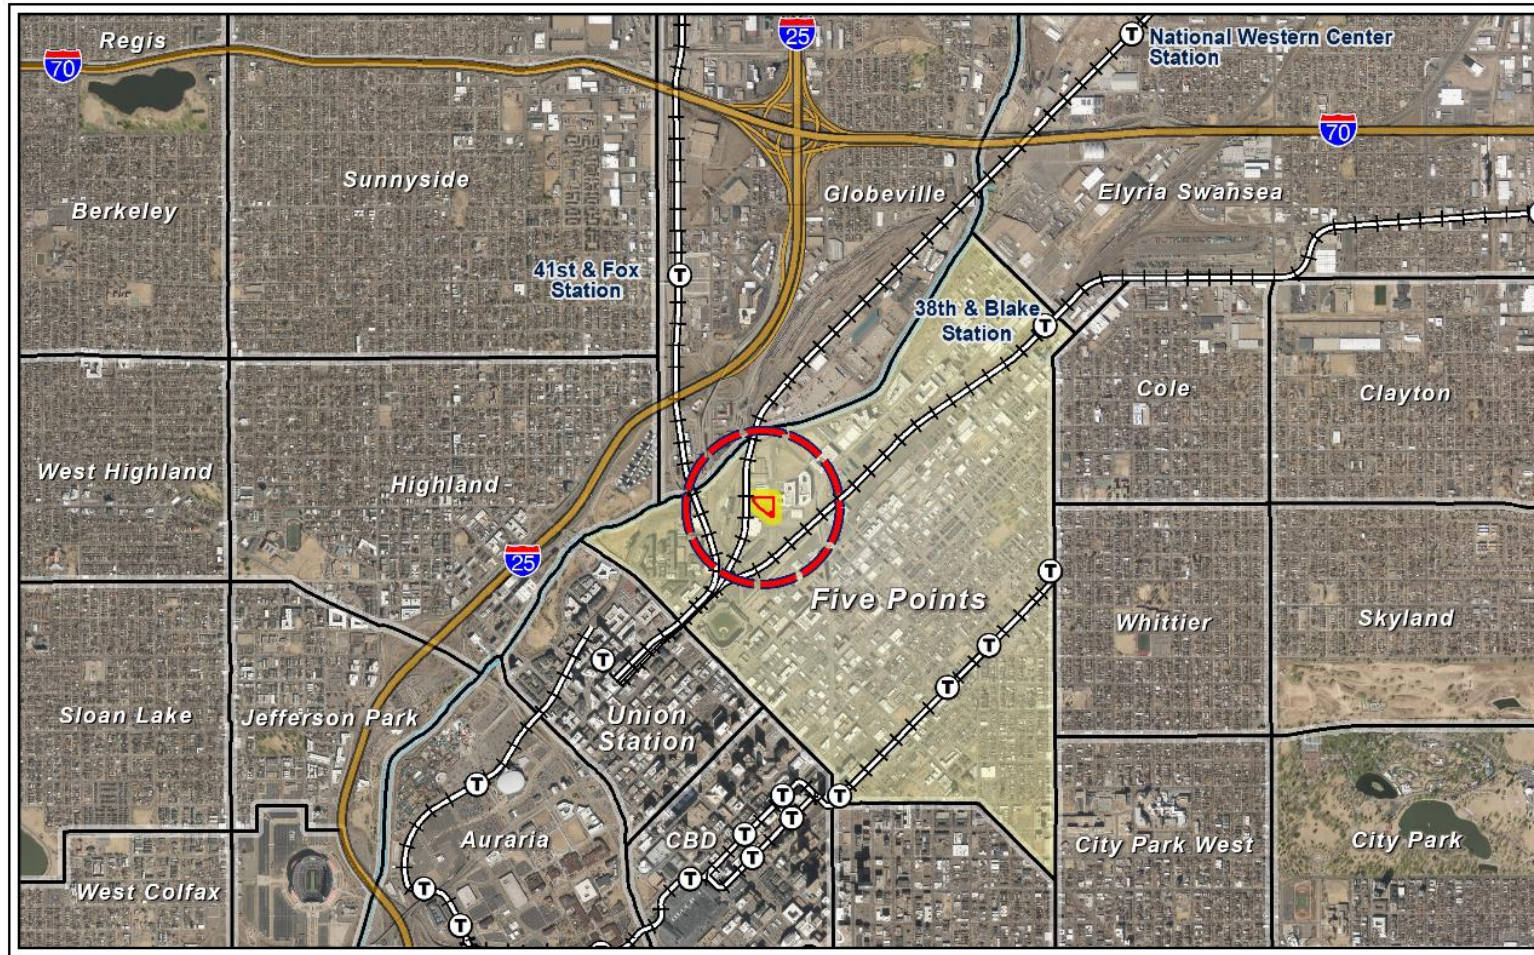 Regis
70
25
T
National Western Center
Station
70
Sunnyside
Berkeley
Globeville
Elyria Swansea
41st & Fox
Station
T
38th & Blake
Station
T
Cole
Clayton
West Highland
Highland
25
T
Five Points
Whittier
Skyland
T
T
T
Sloan Lake
Jefferson Park
Union
Station
T
T
T
T
T
T
Auraria
CBD
City Park West
City Park
T
West Colfax
T
T